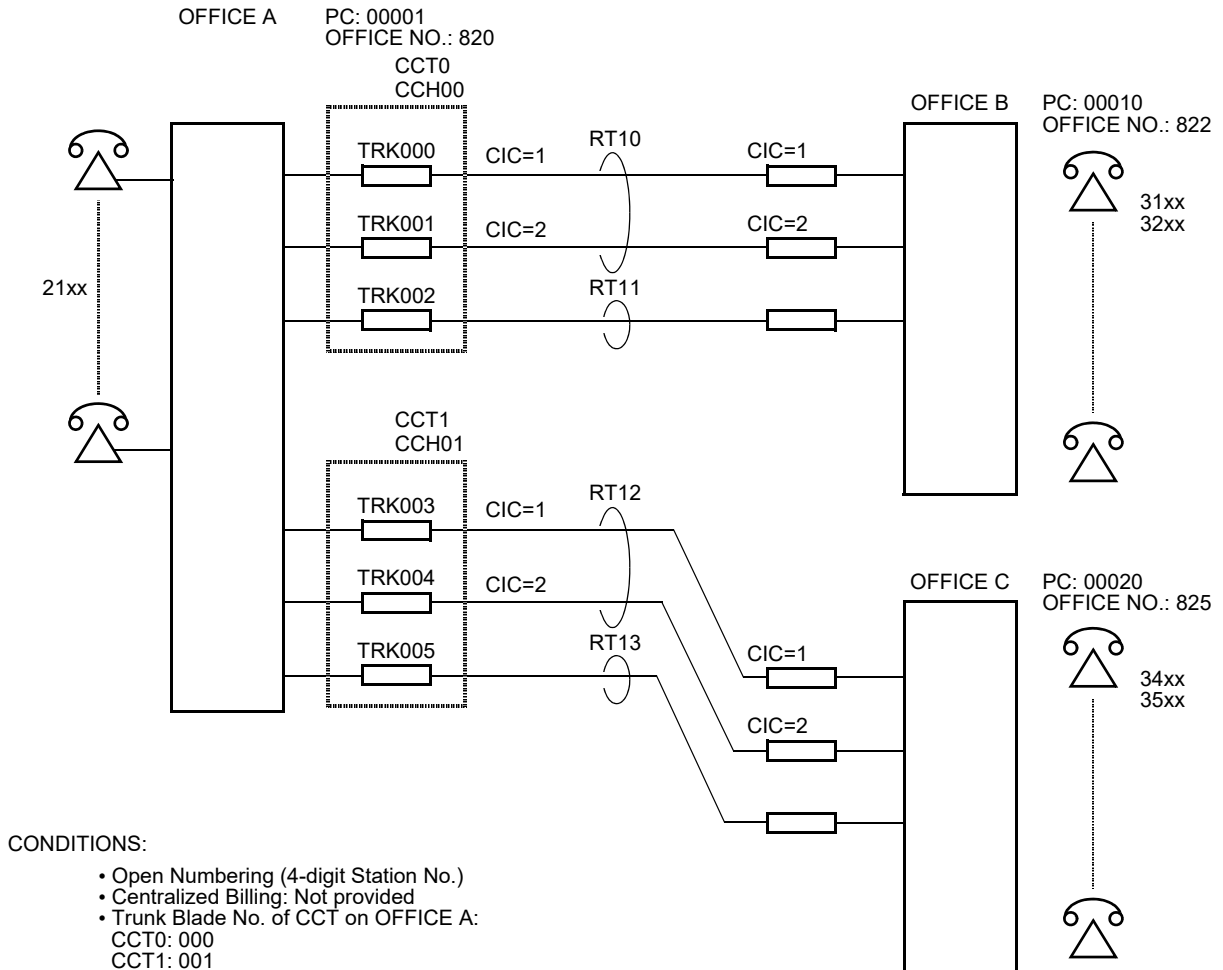 OFFICE A
PC: 00001
OFFICE NO.: 820
CCT0
CCH00
OFFICE B
PC: 00010
OFFICE NO.: 822
TRK000
CIC=1
RT10
CIC=1
31xx
32xx
TRK001
CIC=2
CIC=2
21xx
TRK002
RT11
CCT1
CCH01
TRK003
CIC=1
RT12
TRK004
CIC=2
OFFICE C
PC: 00020
OFFICE NO.: 825
TRK005
RT13
CIC=1
34xx
35xx
CIC=2
CONDITIONS:
• Open Numbering (4-digit Station No.)
• Centralized Billing: Not provided
• Trunk Blade No. of CCT on OFFICE A:
CCT0: 000
CCT1: 001